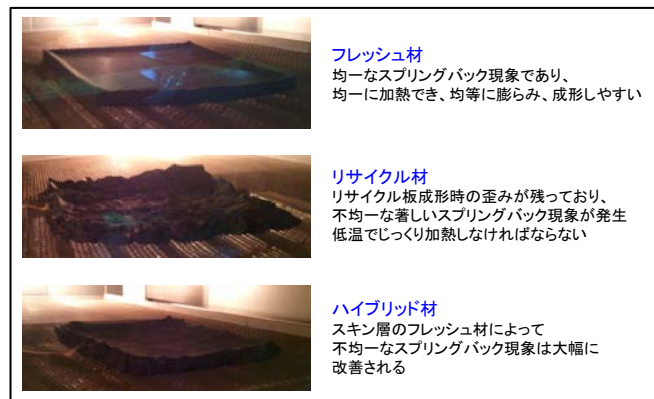 フレッシュ材
均一なスプリングバック現象であり、
均一に加熱でき、均等に膨らみ、成形しやすい
リサイクル材
リサイクル板成形時の歪みが残っており、
不均一な著しいスプリングバック現象が発生
低温でじっくり加熱しなければならない
ハイブリッド材
スキン層のフレッシュ材によって
不均一なスプリングバック現象は大幅に
改善される